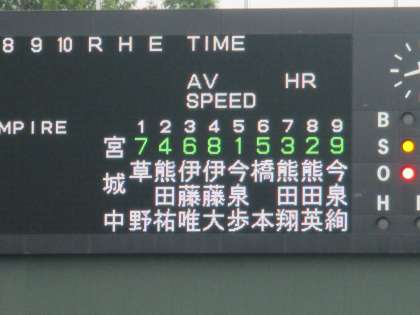 8 9 10 R H E TIME
AV HR
SPEED
MPIRE 1 2 3 4 5 6 7 8 9
宮 7 4 6 8 1 5 3 2 9
草熊伊伊今橋熊熊今
城 田藤藤泉 田田泉
中 野祐唯大歩本翔英絢
B
S
O
H